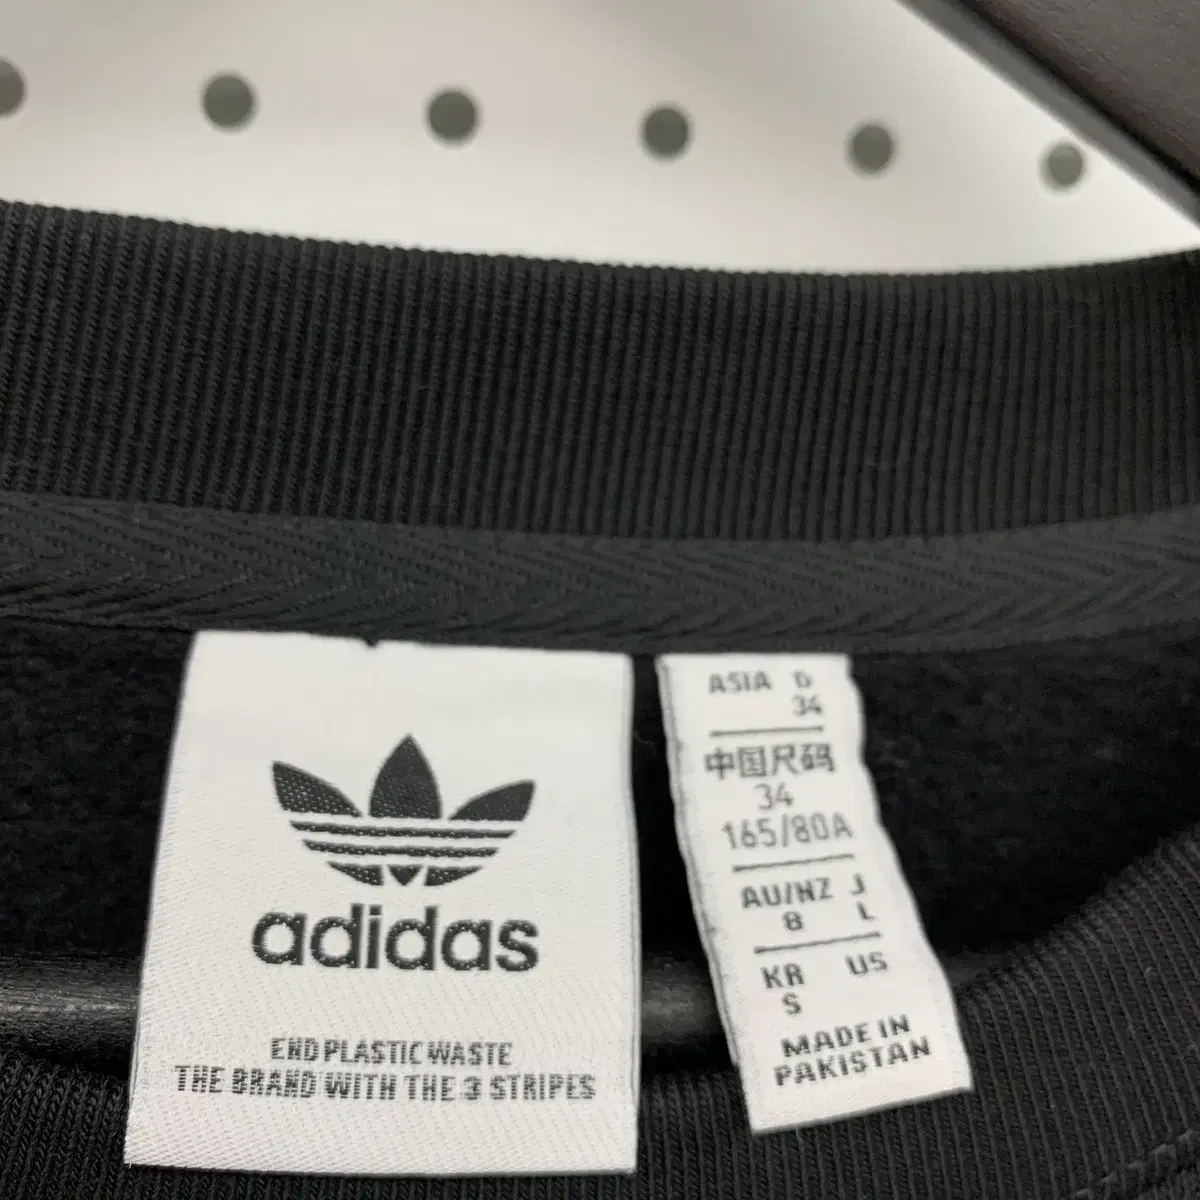 adidas
END PLASTIC WASTE
THE BRAND WITH THE 3 STRIPES
ASIA D
34
中国尺码
34
165/80A
AU/NZ J
8 L
KR US
S
MADE IN
PAKISTAN